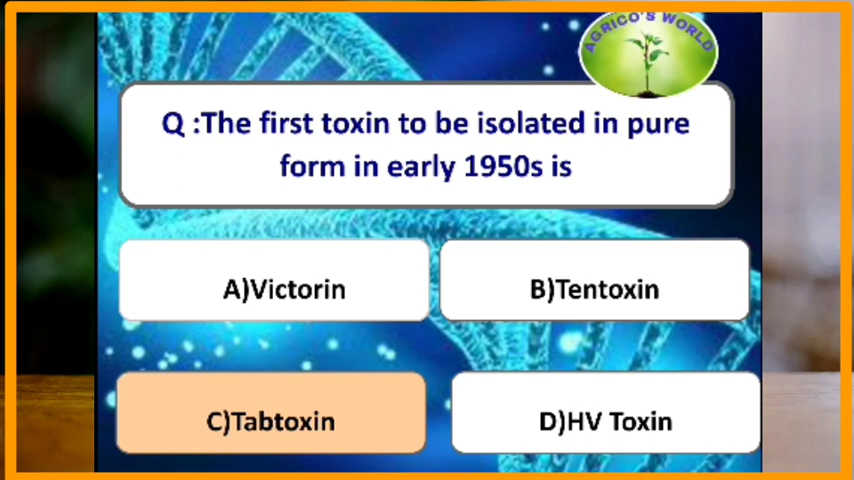 AGRICO'S WORLD
Q :The first toxin to be isolated in pure
form in early 1950s is
A)Victorin
B)Tentoxin
C)Tabtoxin
D)HV Toxin